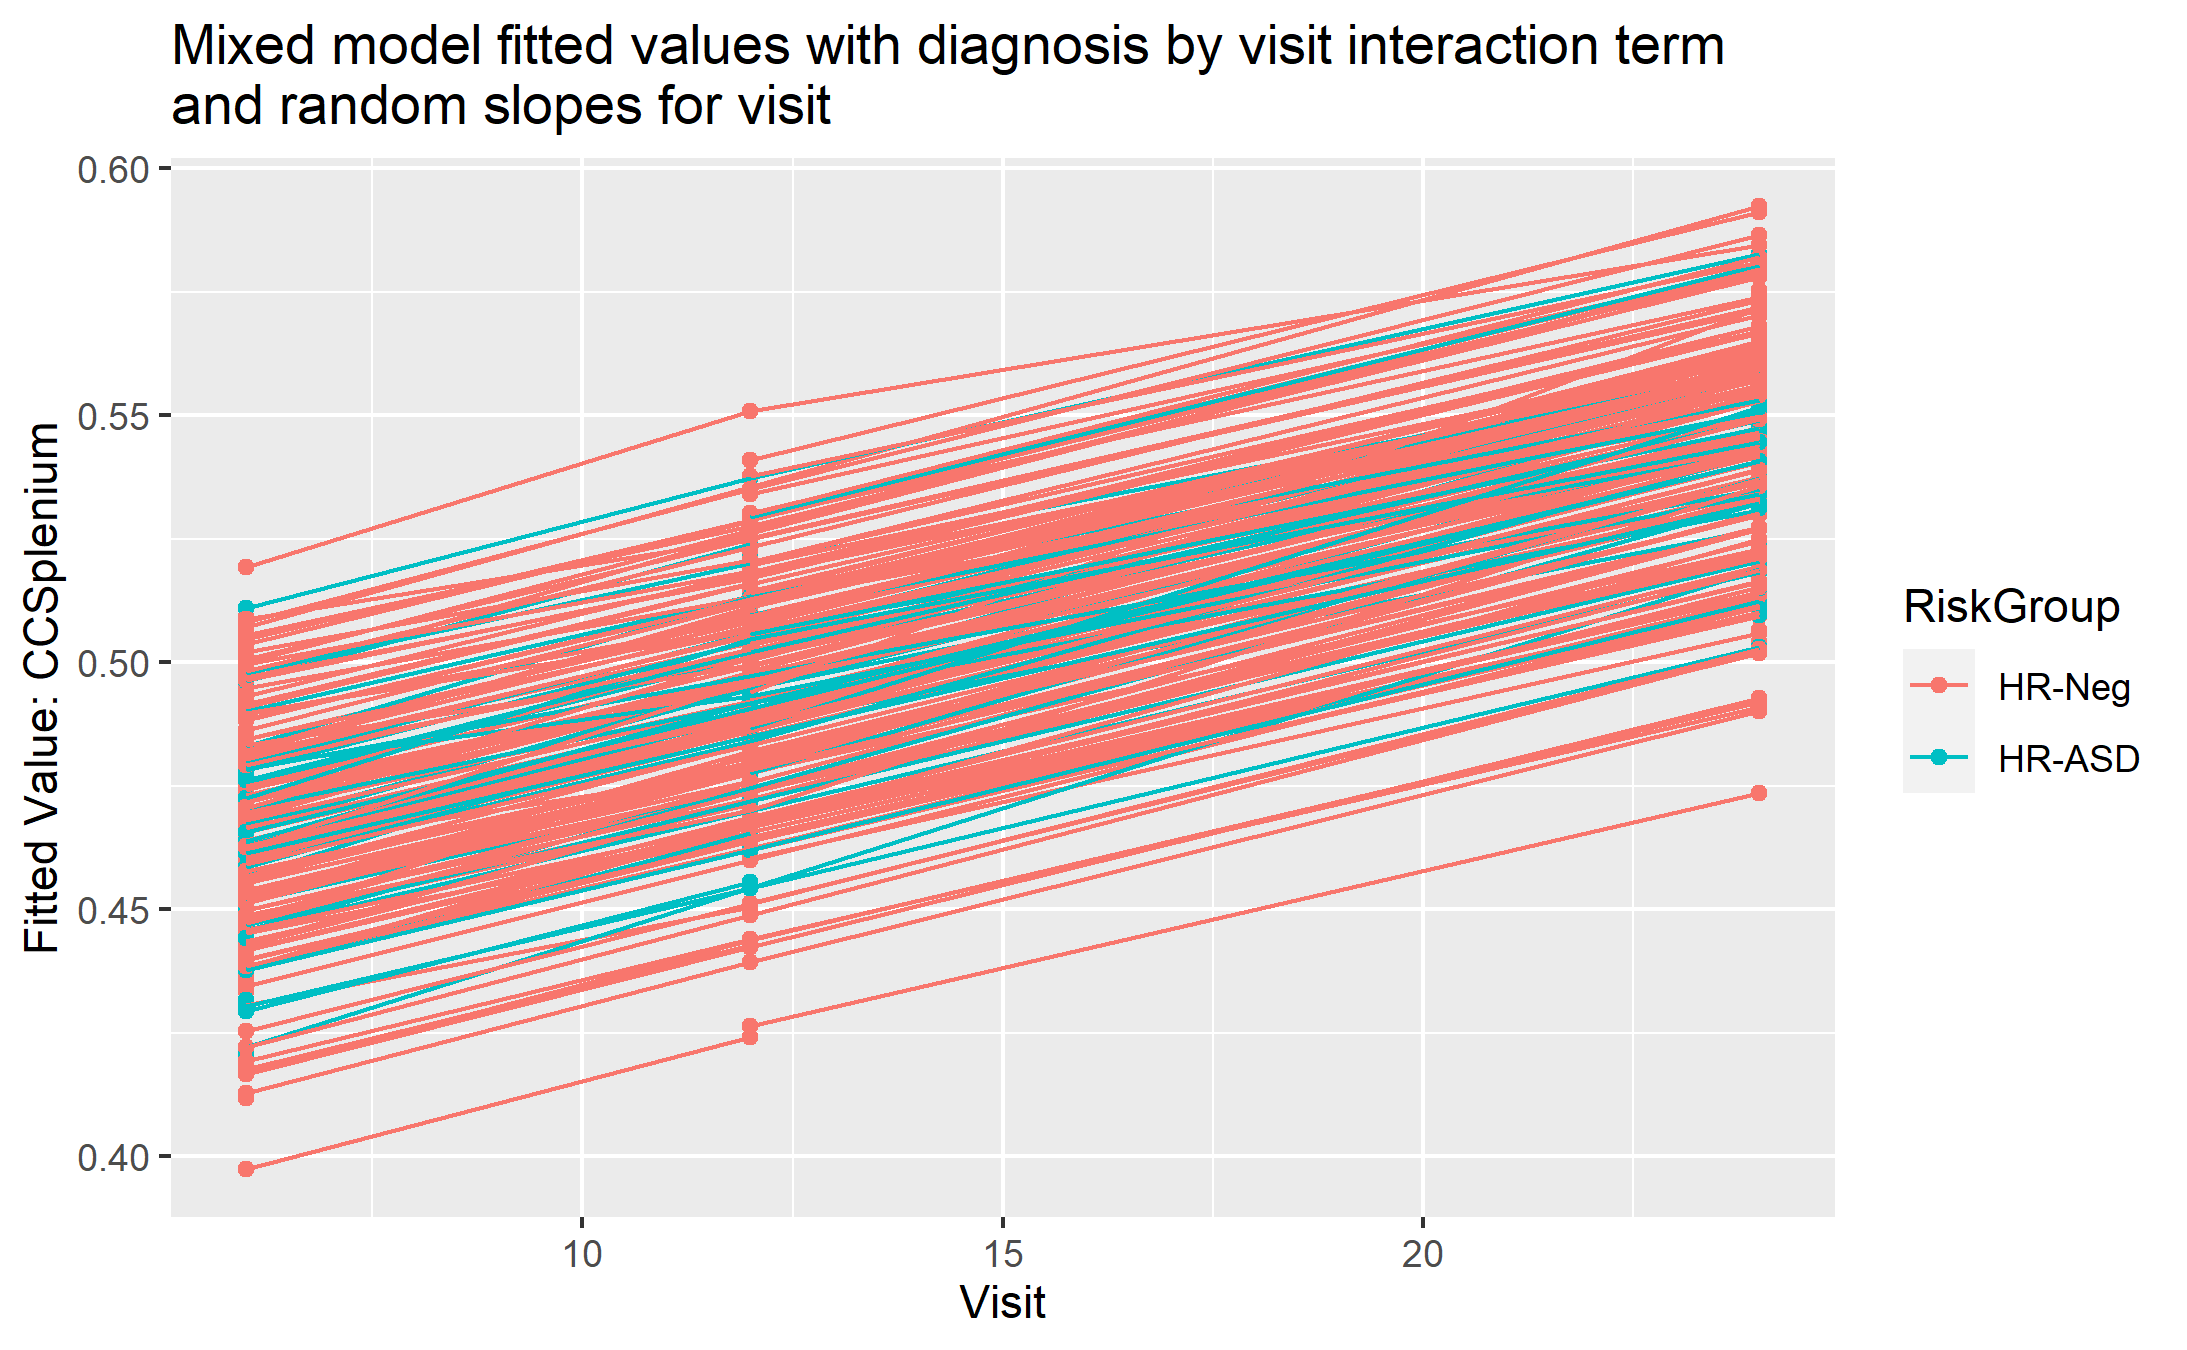 Mixed model fitted values with diagnosis by visit interaction term
and random slopes for visit
0.60
0.55
0.50
0.45
0.40
Fitted Value: CCSplenium
10
15
20
Visit
RiskGroup
HR-Neg
HR-ASD